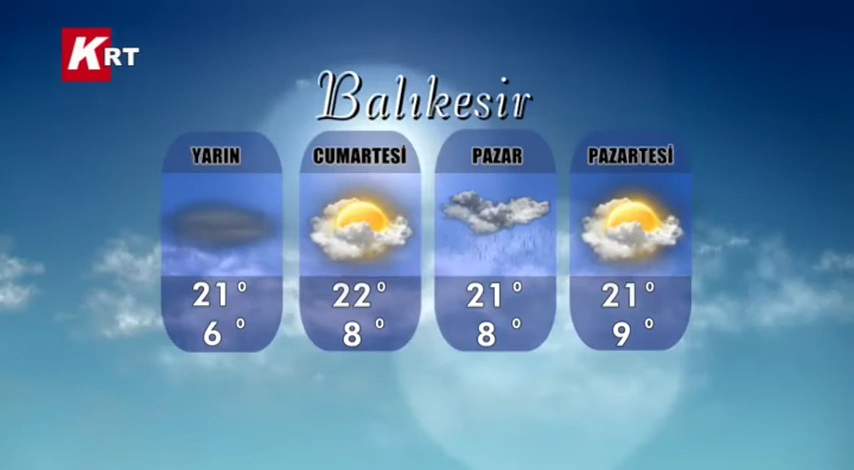 KRT
Balıkesir
YARIN
CUMARTESİ
PAZAR
PAZARTESİ
21° 22° 21° 21°
6° 8° 8° 9°